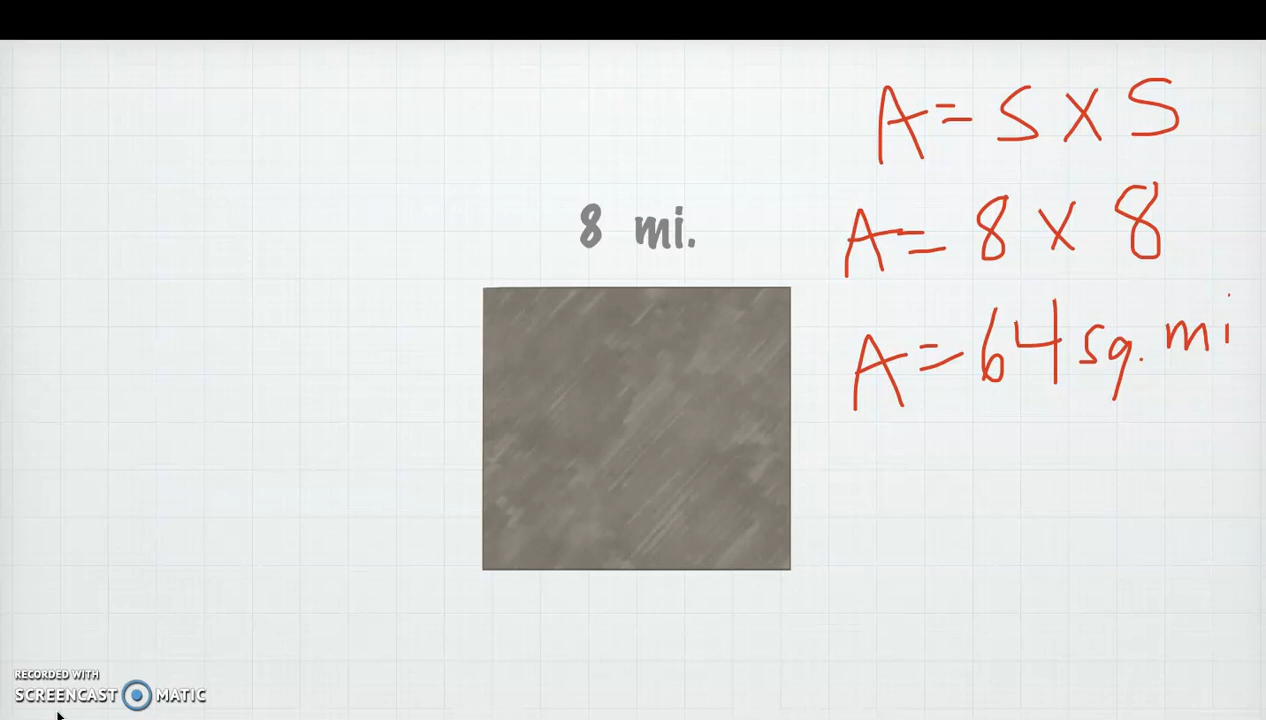 A = S X S
8 mi.
A = 8 x 8
A = 64 sq. mi
RECORDED WITH
SCREENCAST MATIC